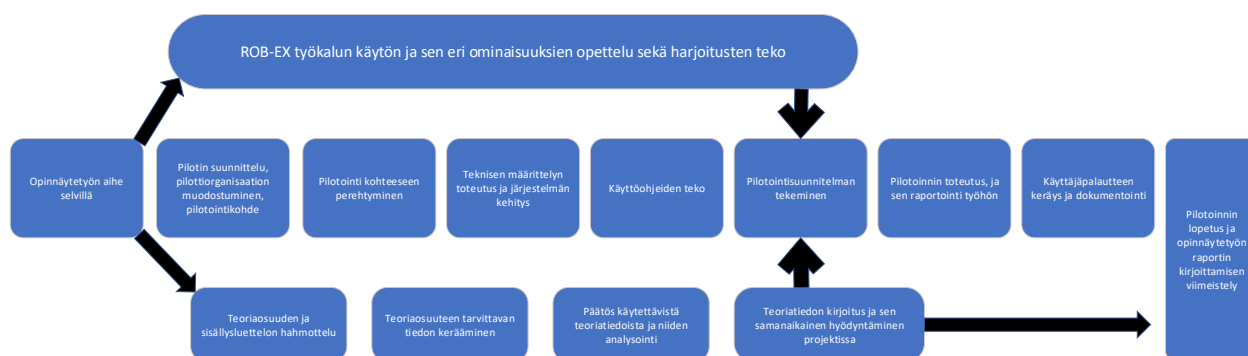 ROB-EX työkalun käytön ja sen eri ominaisuuksien opettelu sekä harjoitusten teko
Opinnäytetyön aihe
selvillä
Pilotin suunnittelu,
pilottiorganisaation
muodostuminen,
pilotointikohde
Pilotointi kohteeseen
perehtyminen
Teknisen määrittelyn
toteutus ja järjestelmän
kehitys
Käyttöohjeiden teko
Pilotointisuunnitelman
tekeminen
Pilotoinnin toteutus, ja
sen raportointi työhön
Käyttäjäpalautteen
keräys ja dokumentointi
Pilotoinnin
lopetus ja
opinnäytetyön
raportin
kirjoittamisen
viimeistely
Teoriaosuuden ja
sisällysluettelon hahmottelu
Teoriaosuuteen tarvittavan
tiedon kerääminen
Päätös käytettävistä
teoriatiedoista ja niiden
analysointi
Teoriatiedon kirjoitus ja sen
samanaikainen hyödyntäminen
projektissa